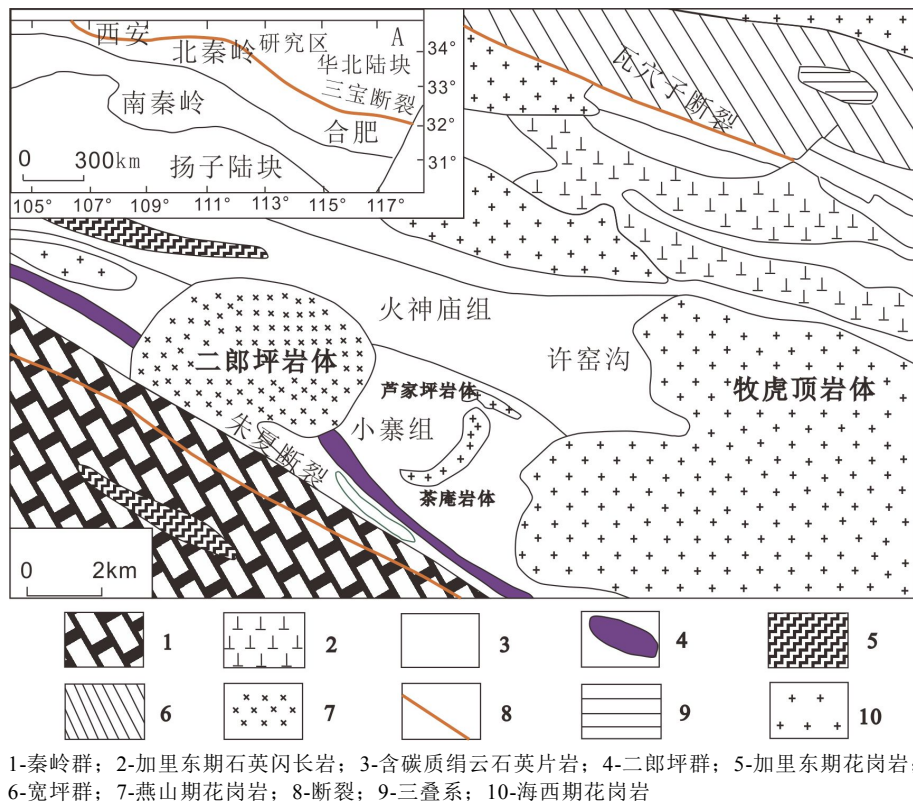 西安
A
34°
北秦岭
研究区
华北陆块
33°
三宝断裂
南秦岭
32°
合肥
0 300km
扬子陆块
31°
105° 107° 109° 111° 113° 115° 117°
瓦穴子断裂
火神庙组
二郎坪岩体
许窑沟
牧虎顶岩体
芦家坪岩体
小寨组
朱夏断裂
茶庵岩体
0 2km
1 2 3 4 5
6 7 8 9 10
1-秦岭群；2-加里东期石英闪长岩；3-含碳质绢云石英片岩；4-二郎坪群；5-加里东期花岗岩；
6-宽坪群；7-燕山期花岗岩；8-断裂；9-三叠系；10-海西期花岗岩